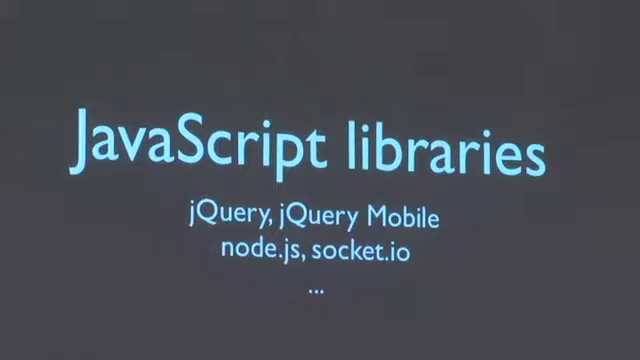 JavaScript libraries
jQuery, jQuery Mobile
node.js, socket.io
...